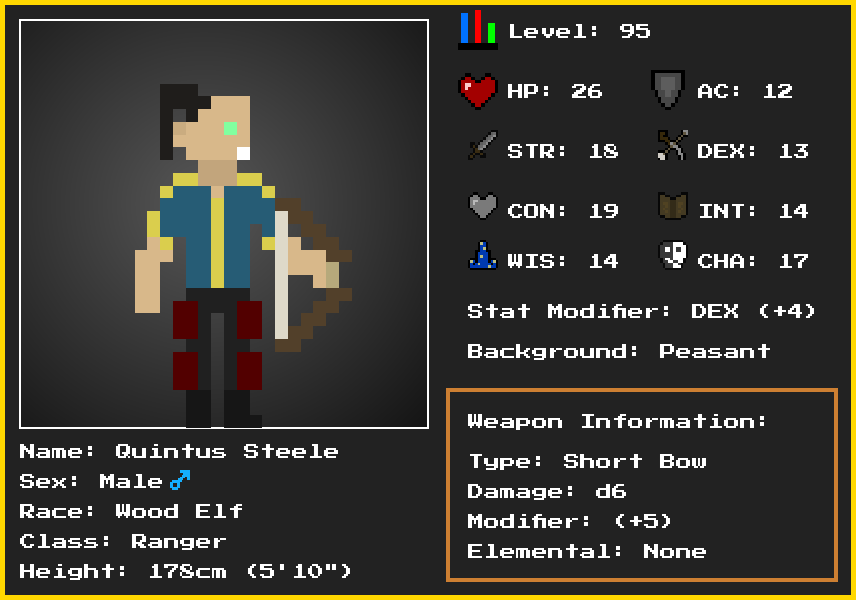 Level: 95
HP: 26
AC: 12
STR: 18
DEX: 13
CON: 19
INT: 14
WIS: 14
CHA: 17
Stat Modifier: DEX (+4)
Background: Peasant
Weapon Information:
Type: Short Bow
Damage: d6
Modifier: (+5)
Elemental: None
Name: Quintus Steele
Sex: Male♂
Race: Wood Elf
Class: Ranger
Height: 178cm (5'10")